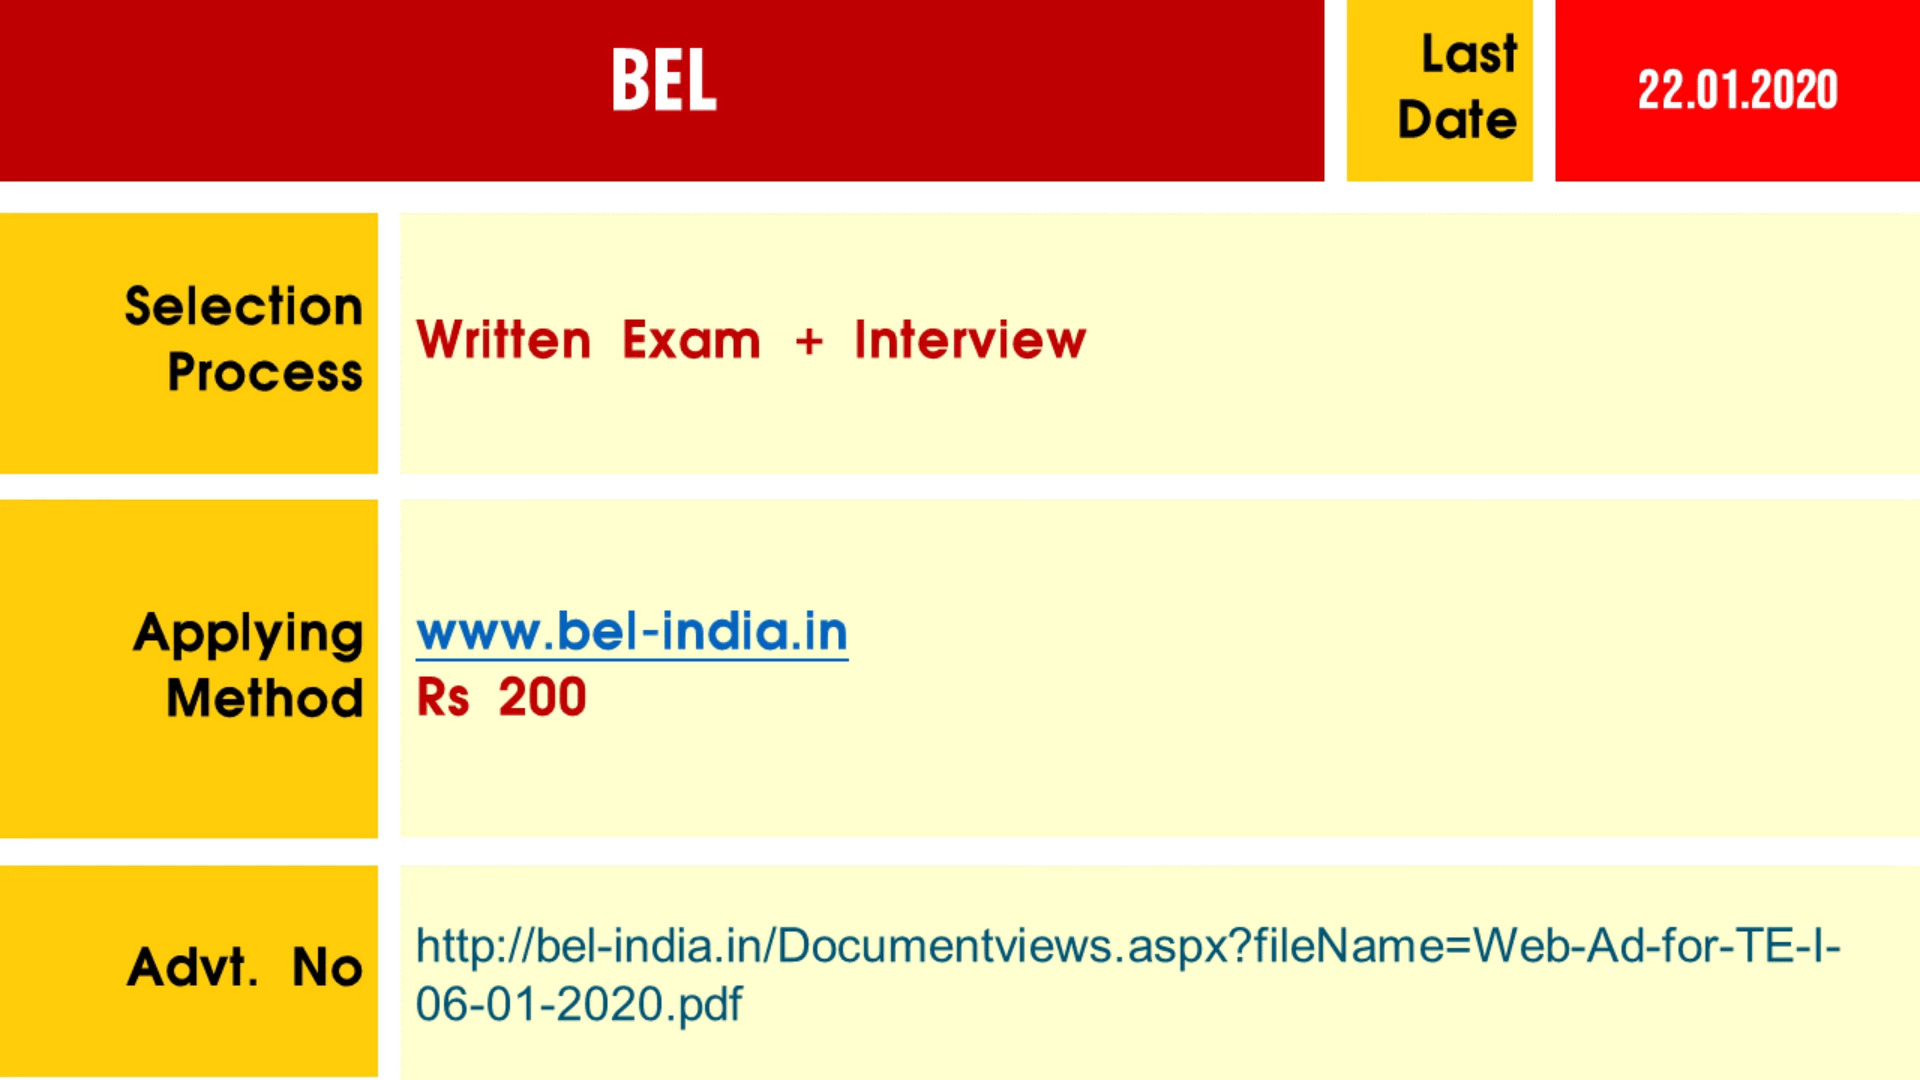 BEL
Last
Date
22.01.2020
Selection
Process
Written Exam + Interview
Applying
Method
www.bel-india.in
Rs 200
Advt. No
http://bel-india.in/Documentviews.aspx?fileName=Web-Ad-for-TE-I-
06-01-2020.pdf